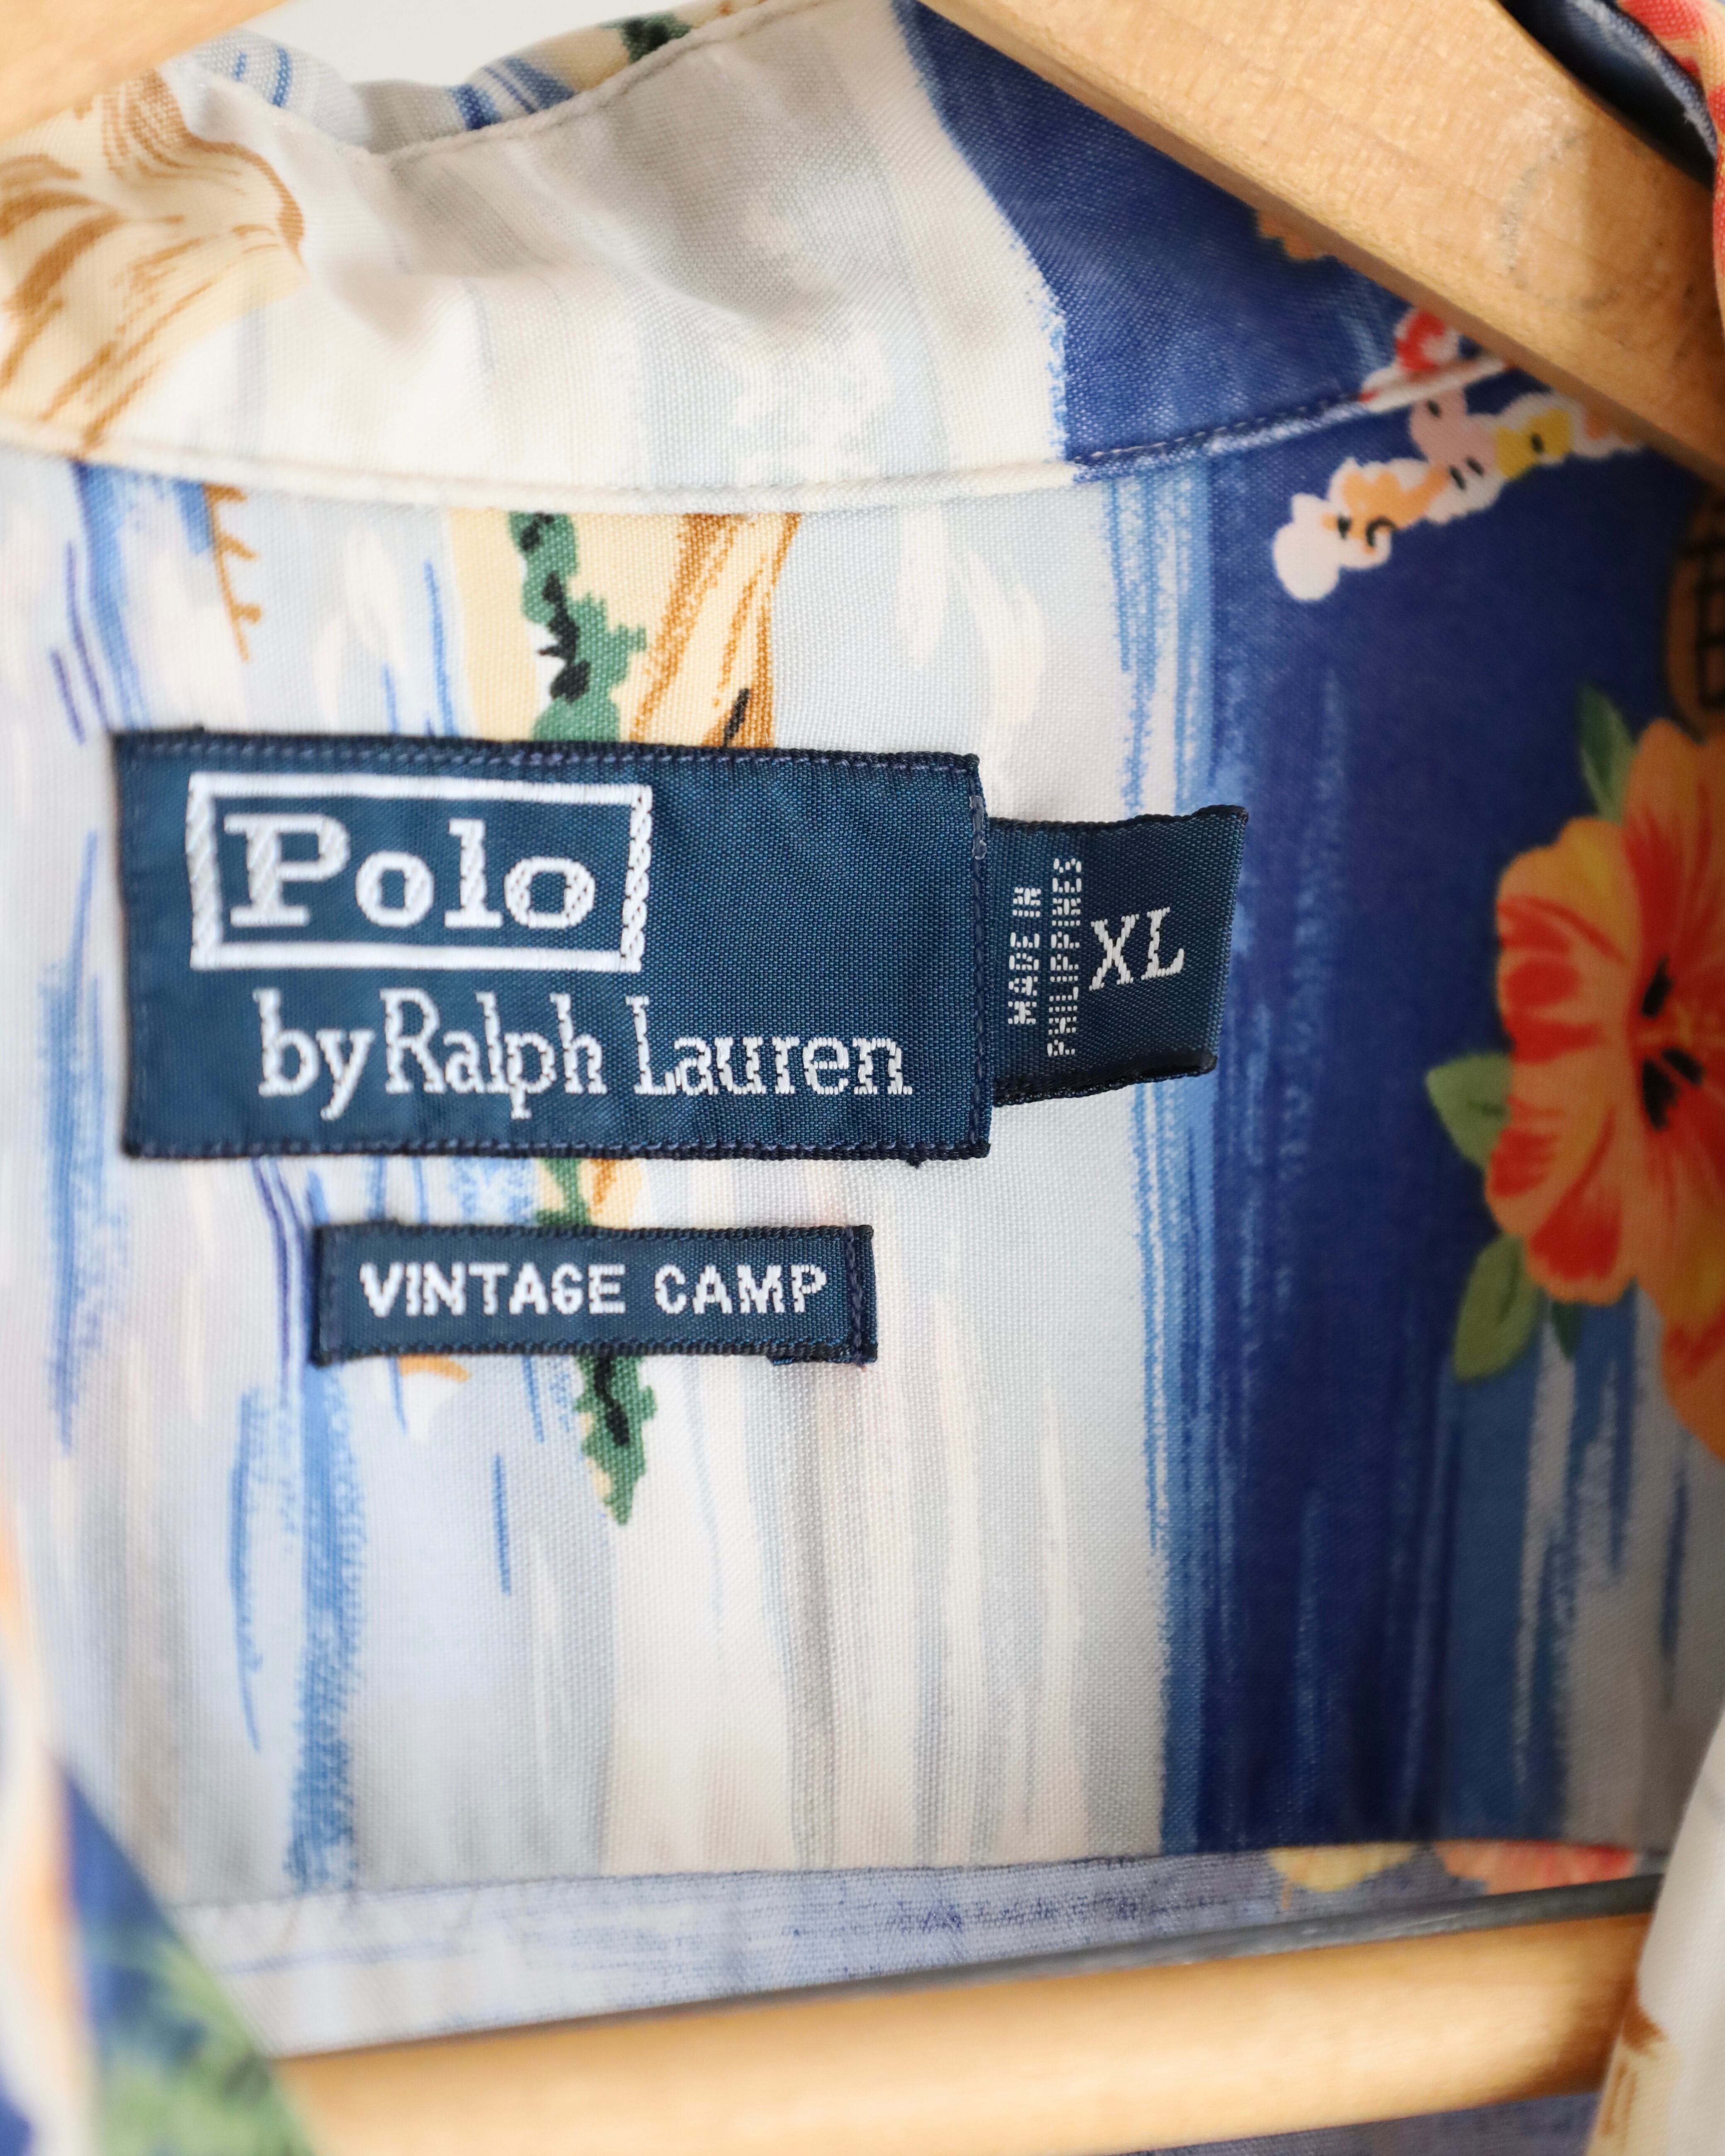 Polo
by Ralph Lauren
MADE IN
PHILIPPINES
XL
VINTAGE CAMP